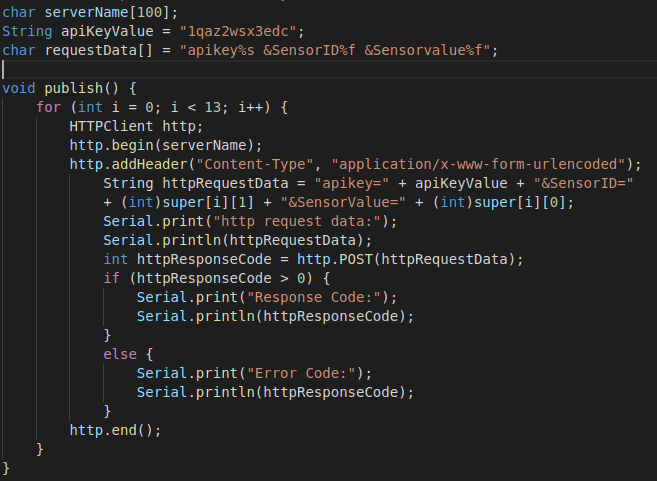 char serverName[100];
String apiKeyValue = "1qaz2wsx3edc";
char requestData[] = "apikey%s &SensorID%f &Sensorvalue%f";
void publish() {
for (int i = 0; i < 13; i++) {
HTTPClient http;
http.begin(serverName);
http.addHeader("Content-Type", "application/x-www-form-urlencoded");
String httpRequestData = "apikey=" + apiKeyValue + "&SensorID="
+ (int)super[i][1] + "&SensorValue=" + (int)super[i][0];
Serial.print("http request data:");
Serial.println(httpRequestData);
int httpResponseCode = http.POST(httpRequestData);
if (httpResponseCode > 0) {
Serial.print("Response Code:");
Serial.println(httpResponseCode);
}
else {
Serial.print("Error Code:");
Serial.println(httpResponseCode);
}
http.end();
}
}